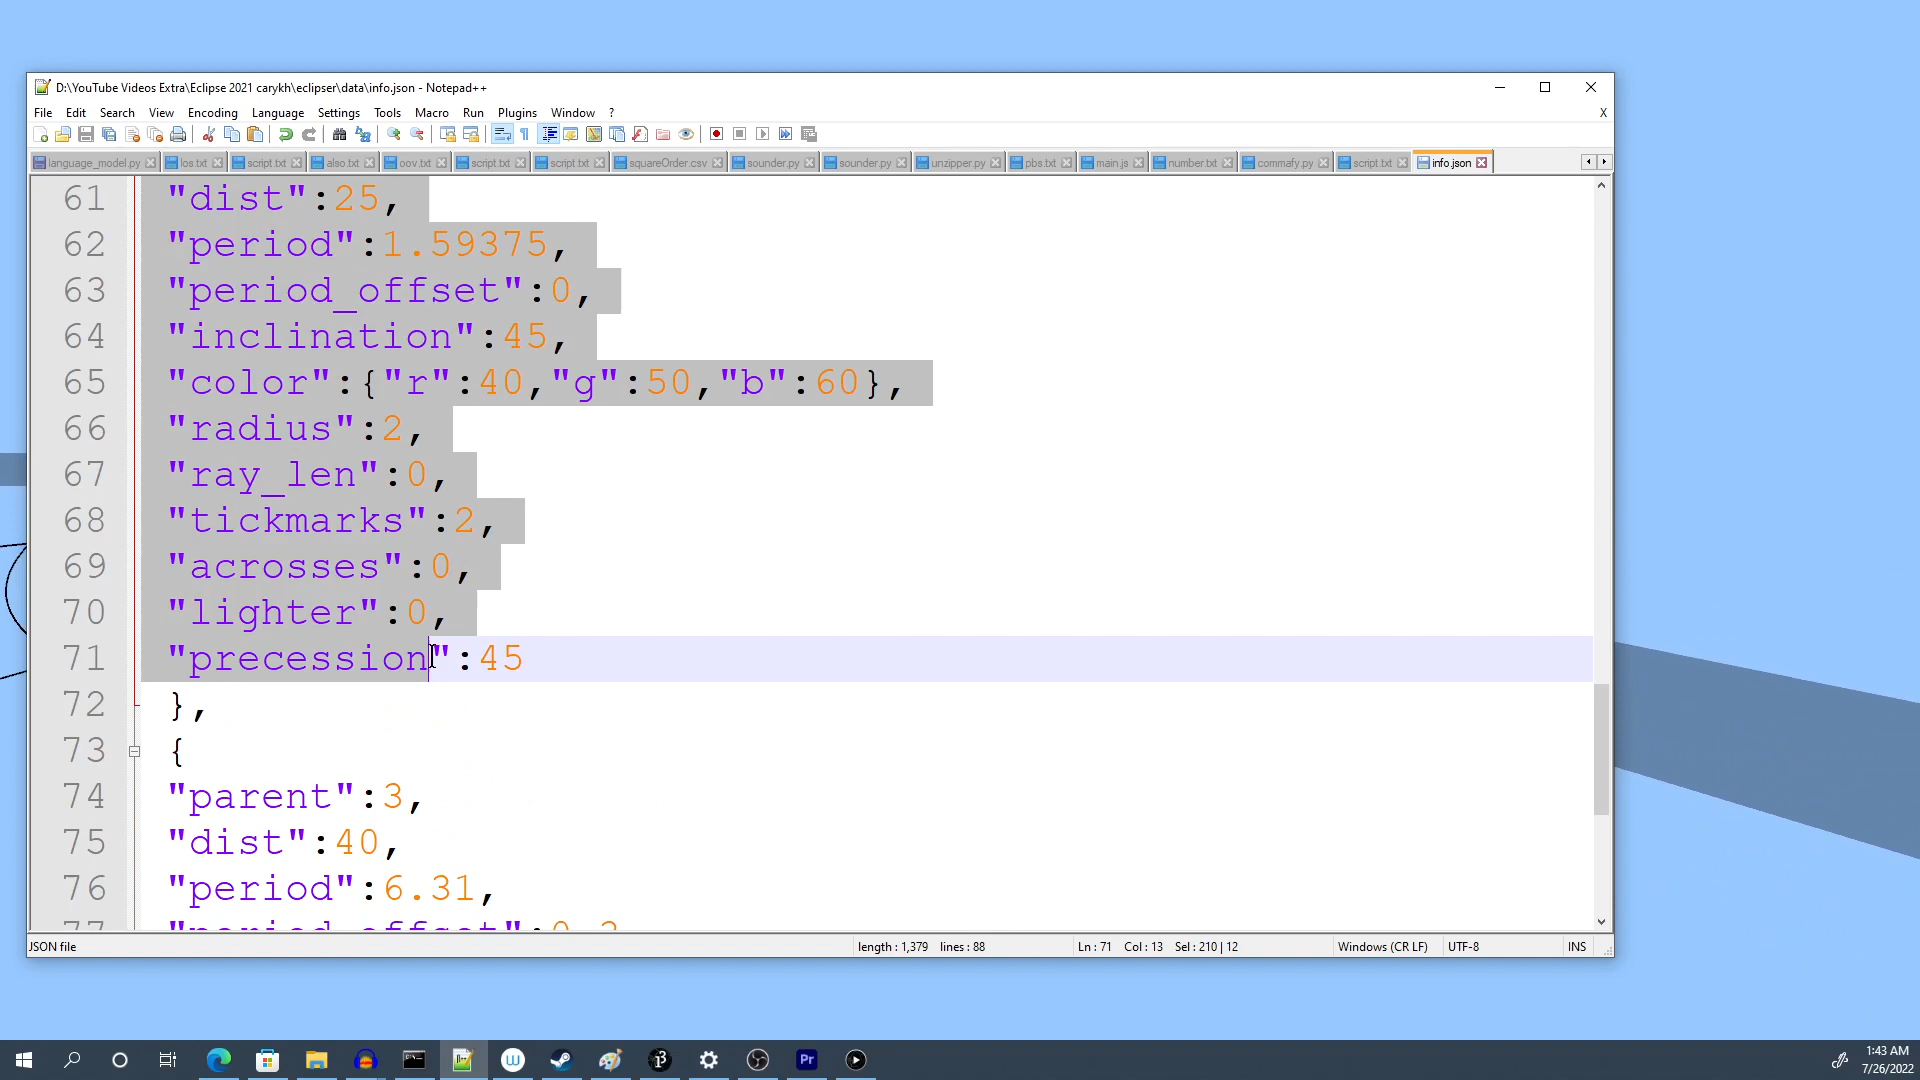 D:\YouTube Videos Extra\Eclipse 2021 carykh\eclipser\data\info.json - Notepad++
File Edit Search View Encoding Language Settings Tools Macro Run Plugins Window ? X
language_model.py los.txt script.txt also.txt oov.txt script.txt script.txt squareOrder.csv sounder.py sounder.py unzipper.py pbs.txt main.js number.txt commafy.py script.txt info.json
61 "dist":25,
62 "period":1.59375,
63 "period_offset":0,
64 "inclination":45,
65 "color":{"r":40,"g":50,"b":60},
66 "radius":2,
67 "ray_len":0,
68 "tickmarks":2,
69 "acrosses":0,
70 "lighter":0,
71 "precession":45
72 },
73 {
74 "parent":3,
75 "dist":40,
76 "period":6.31,
JSON file length : 1,379 lines : 88 Ln : 71 Col : 13 Sel : 210 | 12 Windows (CR LF) UTF-8 INS
Pr 1:43 AM
7/26/2022